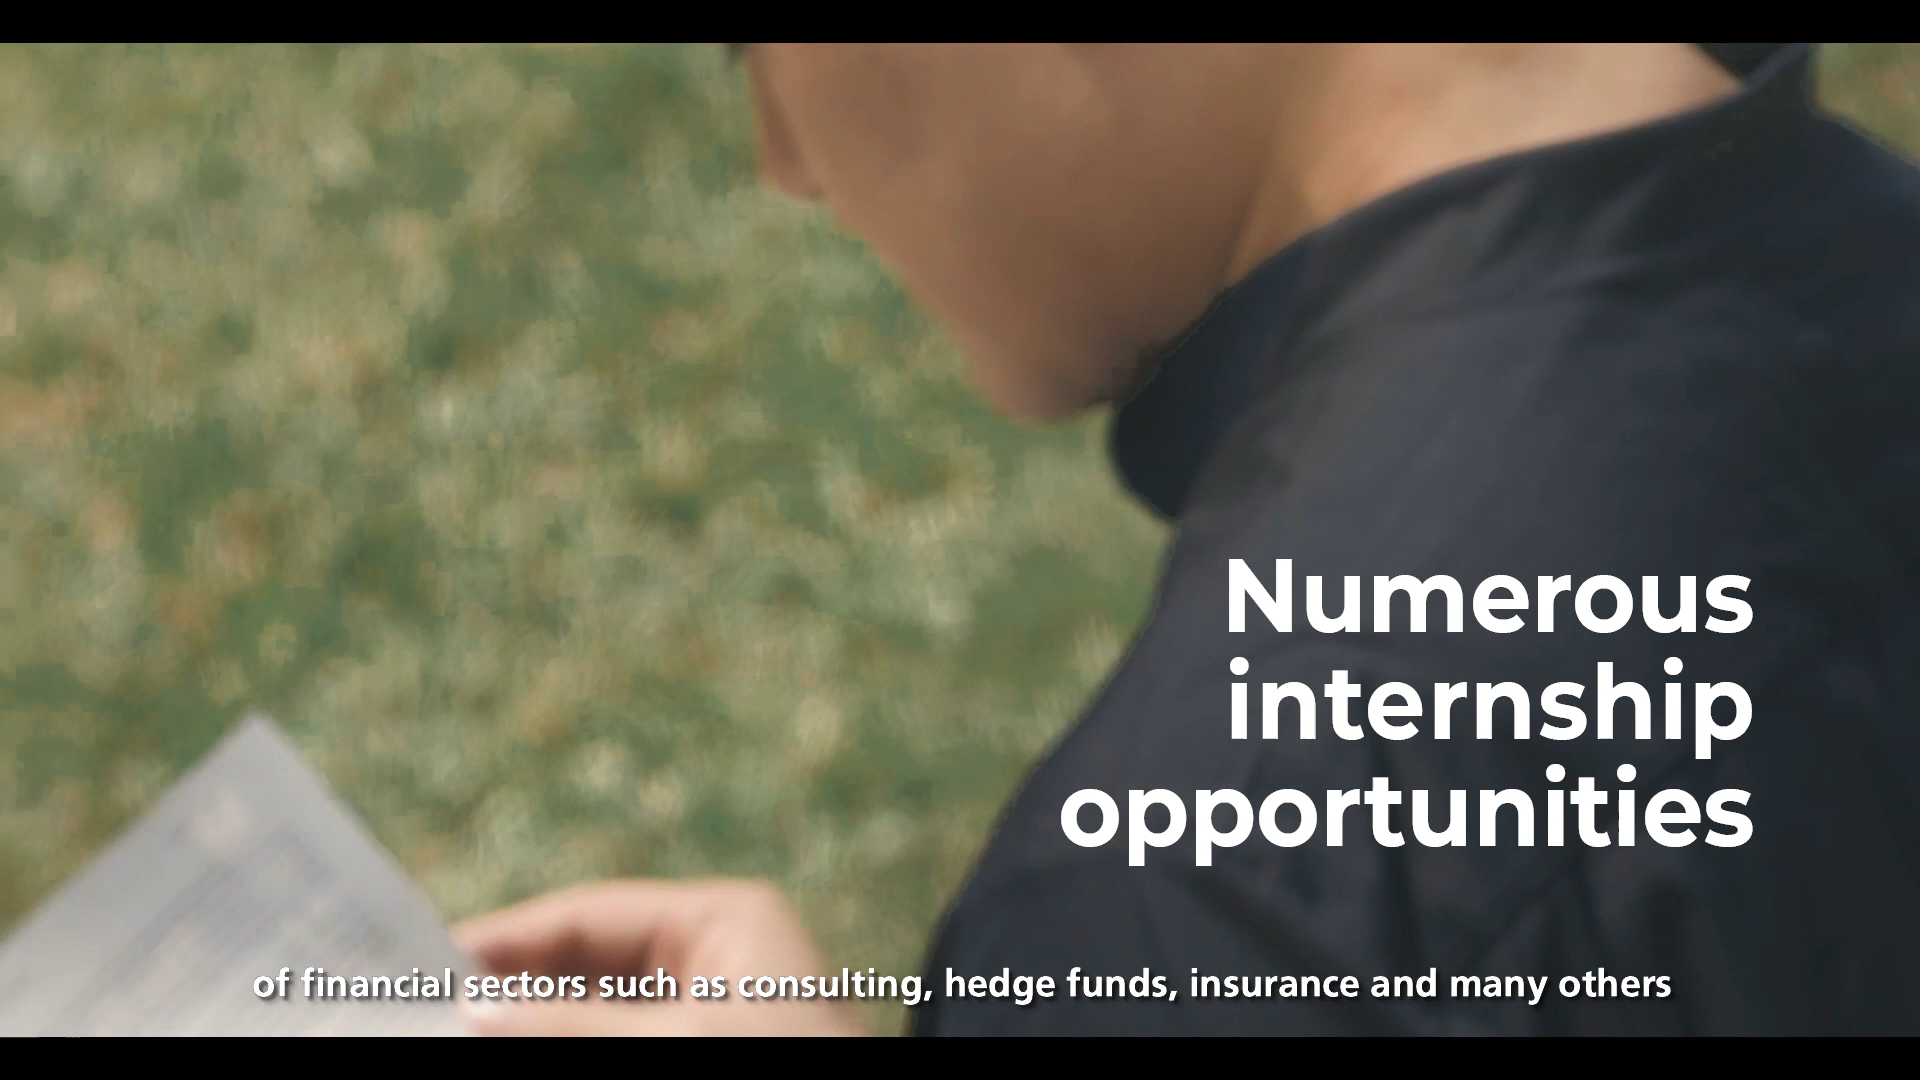 Numerous
internship
opportunities
of financial sectors such as consulting, hedge funds, insurance and many others